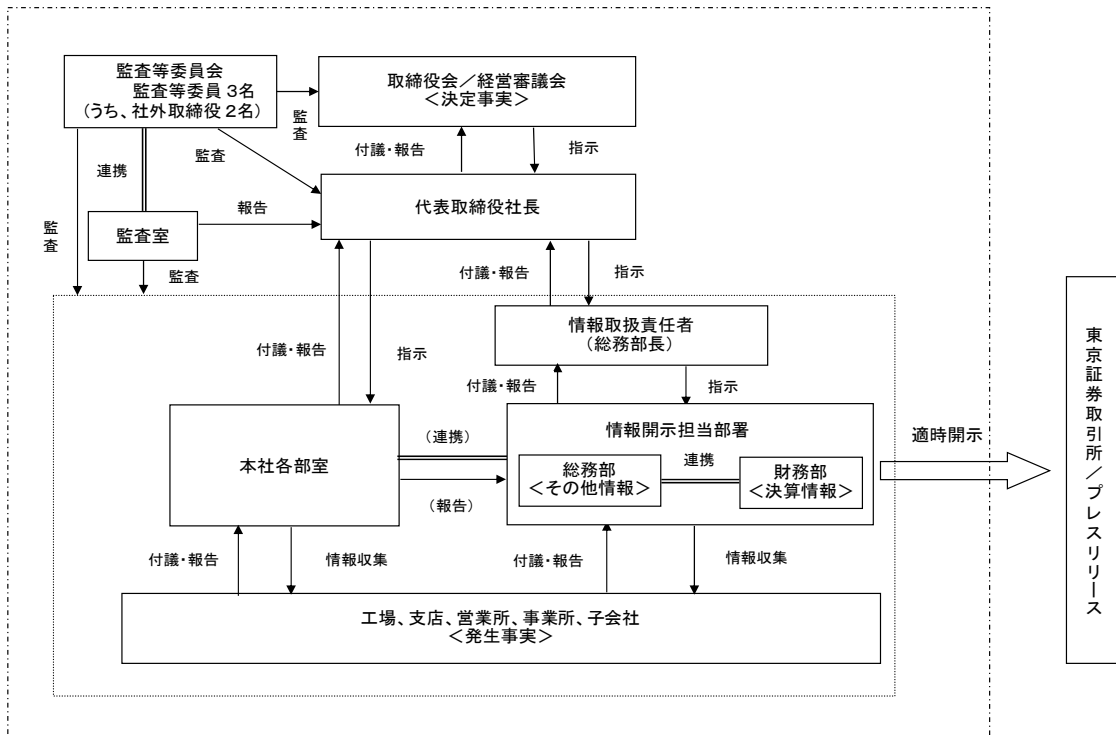 監査等委員会
監査等委員3名
(うち、社外取締役2名)
取締役会／経営審議会
＜決定事実＞
監査
付議・報告
指示
監査
連携
代表取締役社長
報告
監査室
監査
監査
付議・報告
指示
情報取扱責任者
(総務部長)
付議・報告
指示
付議・報告
指示
本社各部室
(連携)
(報告)
情報開示担当部署
総務部
＜その他情報＞
連携
財務部
＜決算情報＞
適時開示
東京証券取引所／プレスリリース
付議・報告
情報収集
付議・報告
情報収集
工場、支店、営業所、事業所、子会社
＜発生事実＞